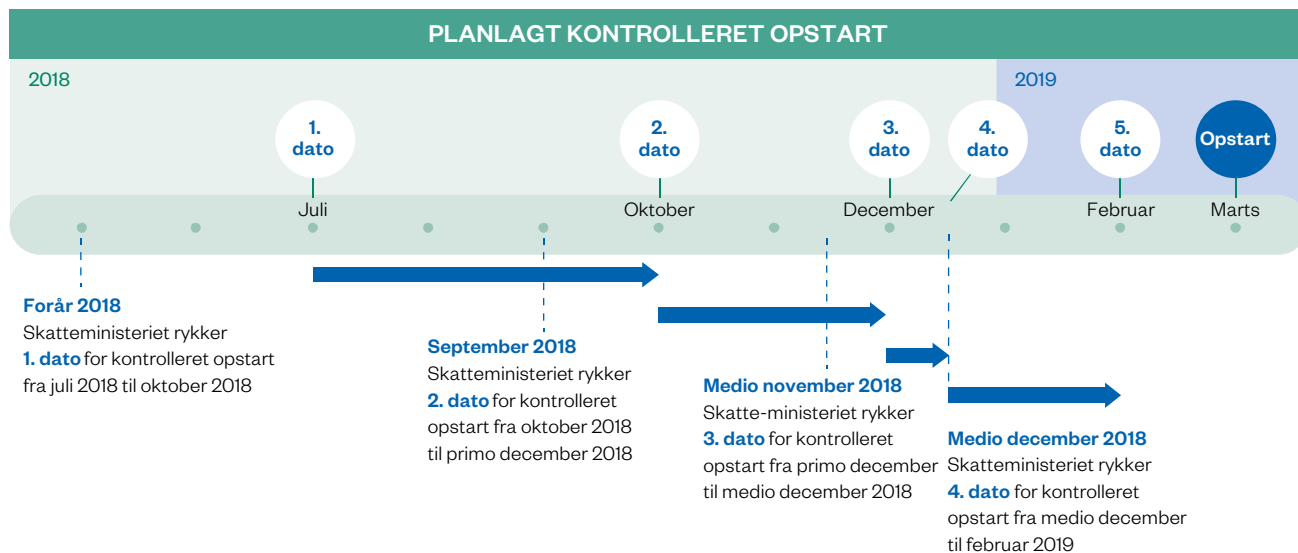 PLANLAGT KONTROLLERET OPSTART
2018
2019
1.
dato
2.
dato
3.
dato
4.
dato
5.
dato
Opstart
Juli
Oktober
December
Februar
Marts
Forår 2018
Skatteministeriet rykker
1. dato for kontrolleret opstart
fra juli 2018 til oktober 2018
September 2018
Skatteministeriet rykker
2. dato for kontrolleret
opstart fra oktober 2018
til primo december 2018
Medio november 2018
Skatte-ministeriet rykker
3. dato for kontrolleret
opstart fra primo december
til medio december 2018
Medio december 2018
Skatteministeriet rykker
4. dato for kontrolleret
opstart fra medio december
til februar 2019